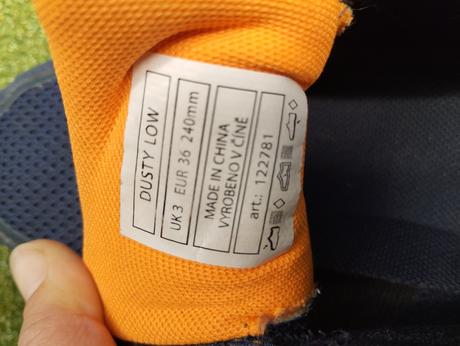 DUSTY LOW
UK 3 EUR 36 240mm
MADE IN CHINA
VYROBENO V ČÍNĚ
art.: 122781